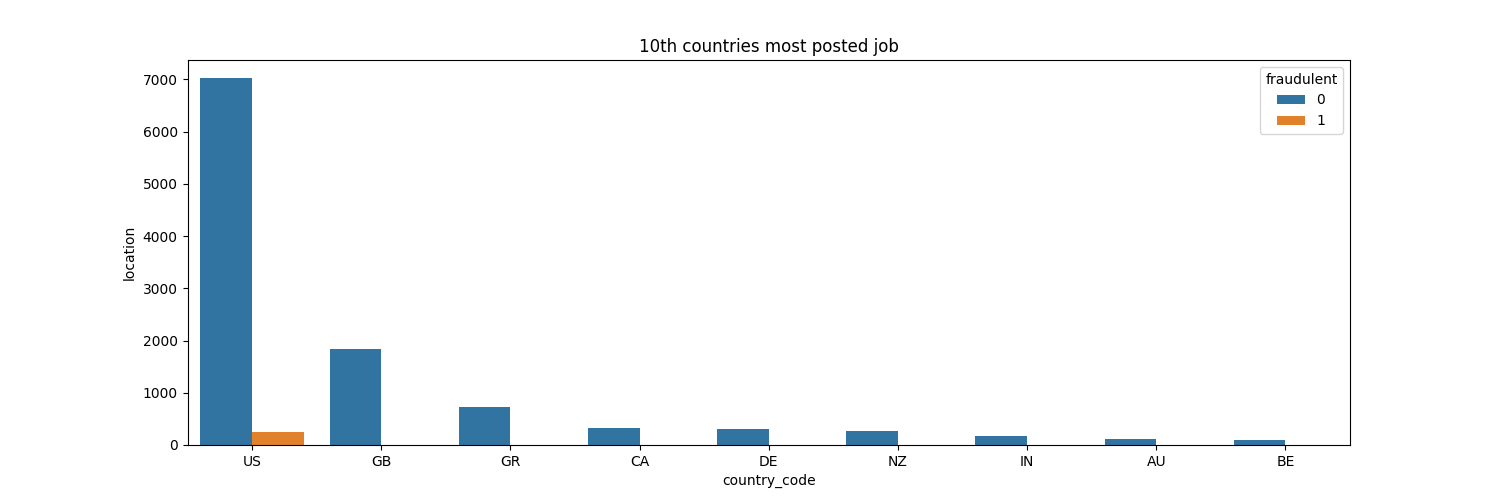 10th countries most posted job
fraudulent
0
1
7000
6000
5000
4000
3000
2000
1000
0
location
US GB GR CA DE NZ IN AU BE
country_code